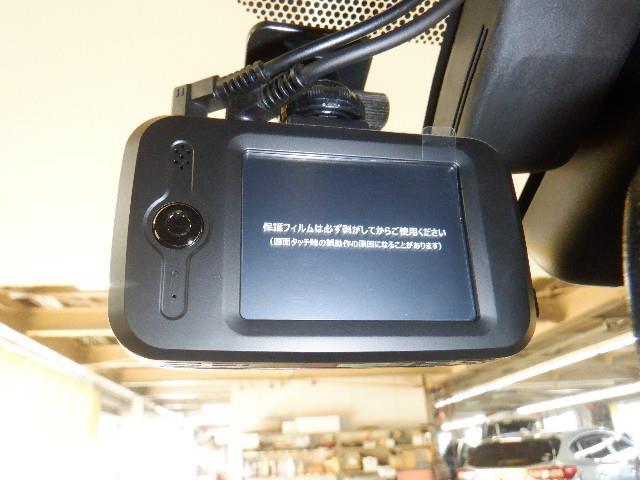 保護フィルムは必ず剥がしてからご使用ください
(画面タッチ時の誤動作の原因になることがあります)